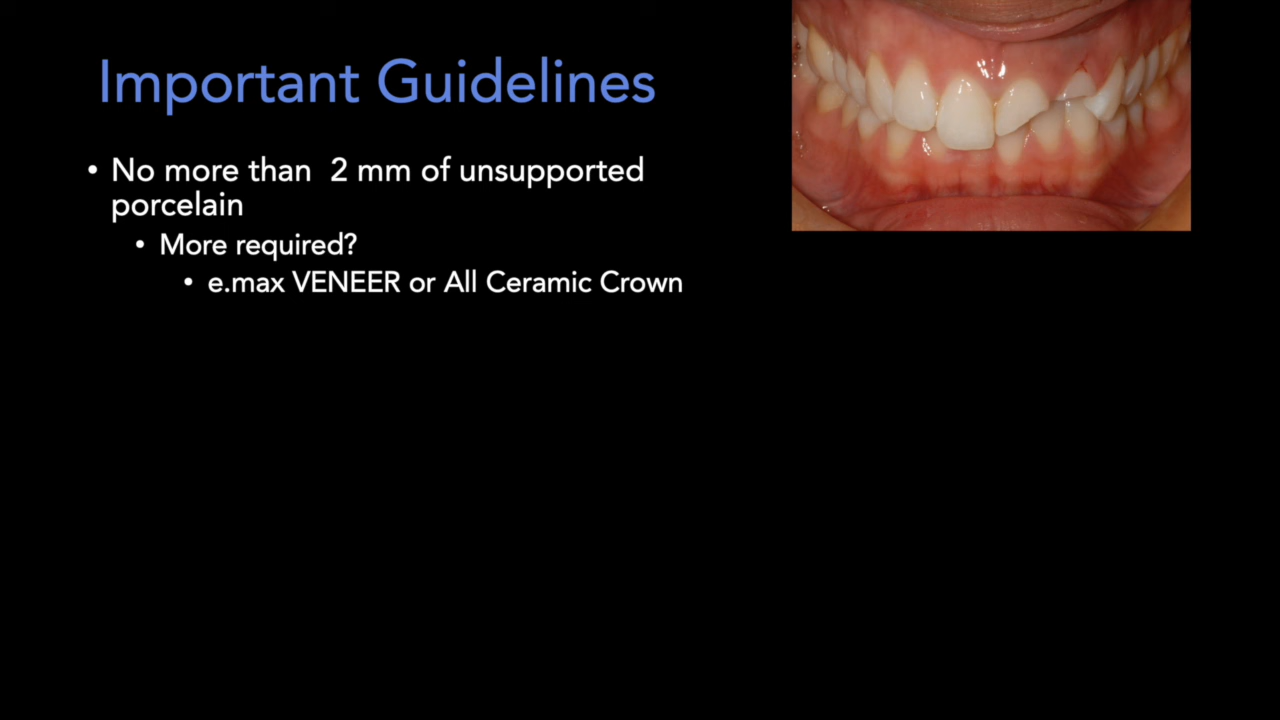 Important Guidelines
• No more than 2 mm of unsupported
porcelain
• More required?
• e.max VENEER or All Ceramic Crown